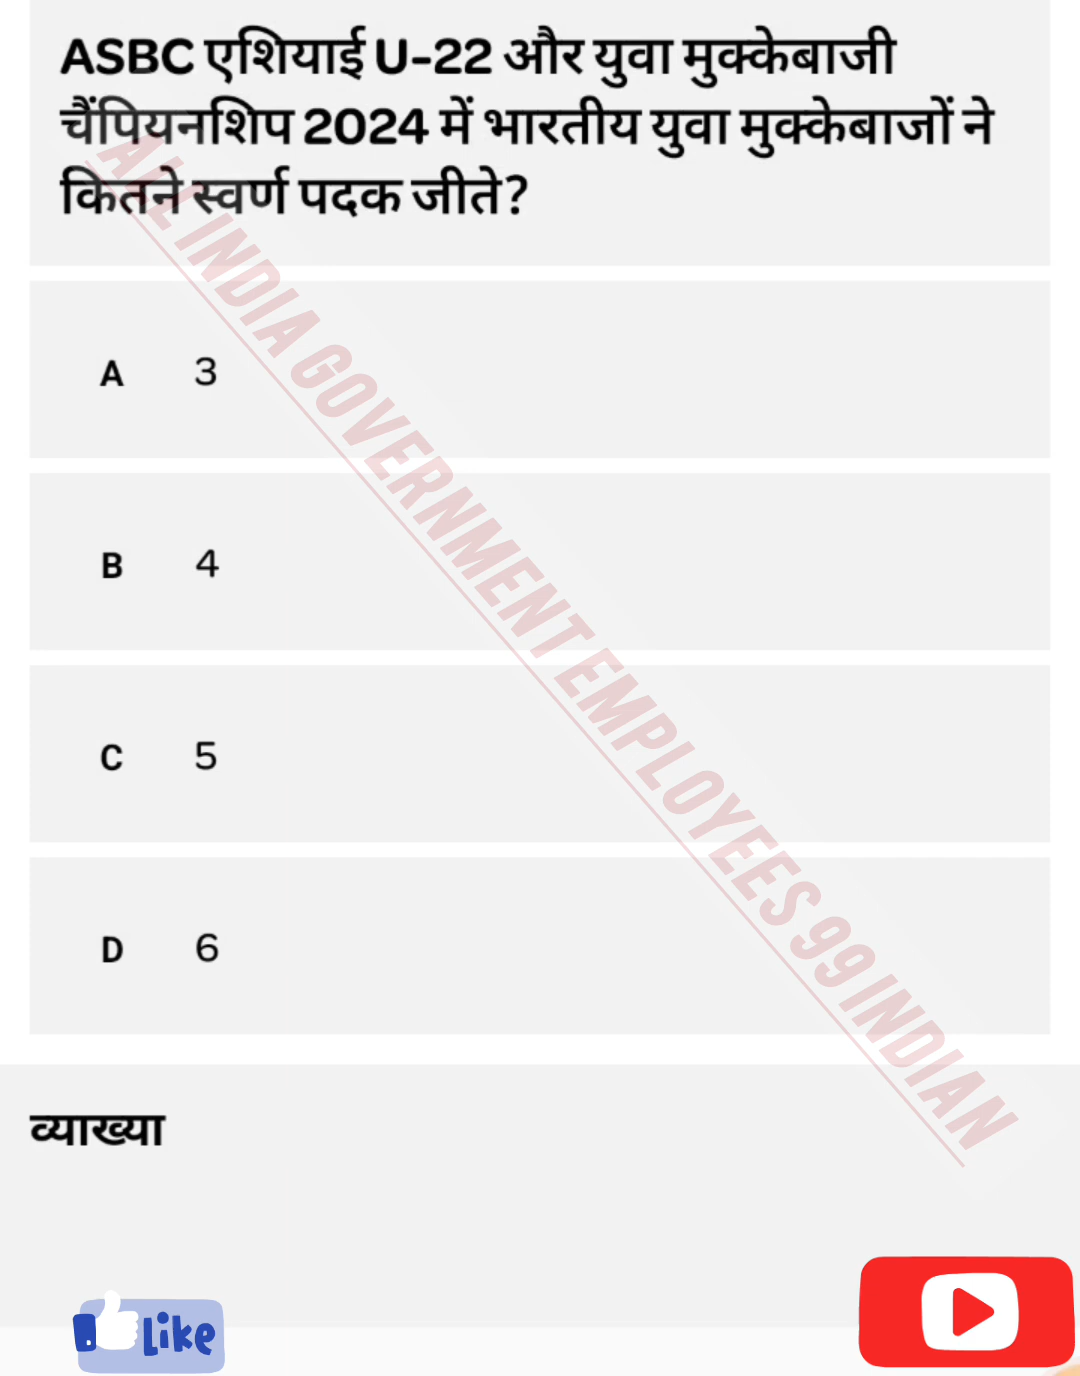 ASBC एशियाई U-22 और युवा मुक्केबाजी
चैंपियनशिप 2024 में भारतीय युवा मुक्केबाजों ने
कितने स्वर्ण पदक जीते?
ALL INDIA GOVERNMENT EMPLOYEES 99 INDIAN
A 3
B 4
C 5
D 6
व्याख्या
Like